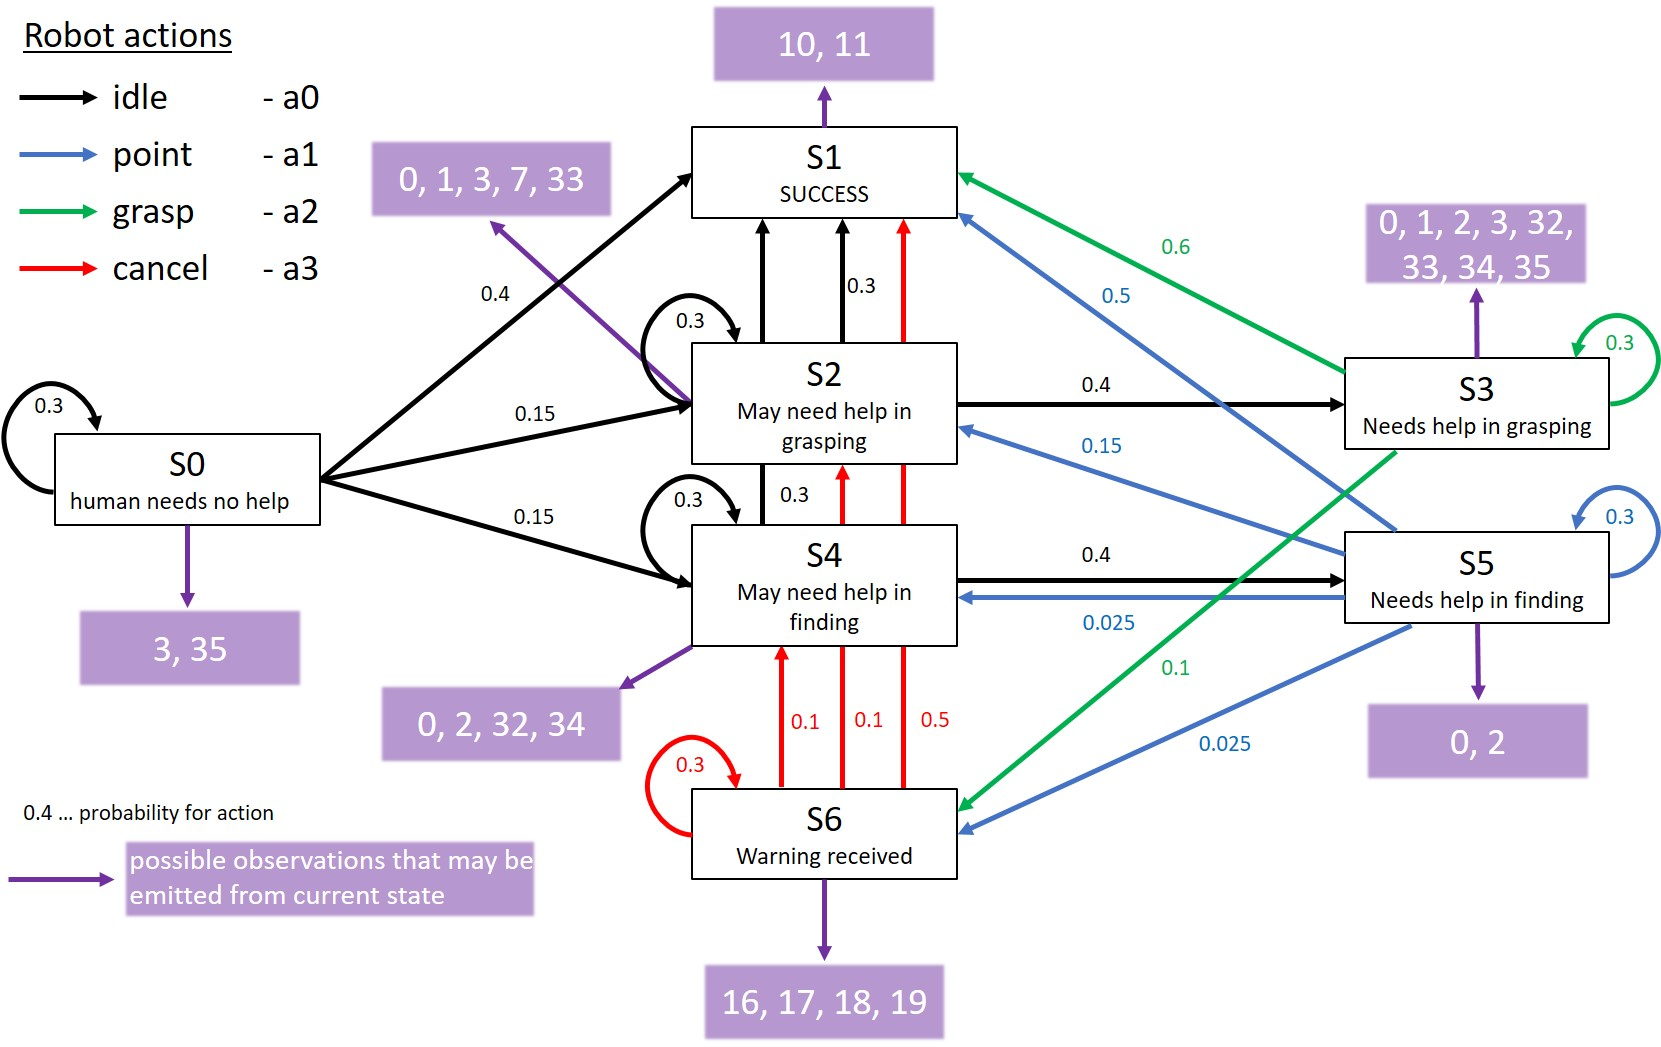 Robot actions
idle - a0
point - a1
grasp - a2
cancel - a3
10, 11
S1
SUCCESS
0, 1, 3, 7, 33
0, 1, 2, 3, 32,
33, 34, 35
0.6
0.5
0.4
0.3
0.3
0.3
S2
May need help in
grasping
0.4
S3
Needs help in grasping
0.3
0.15
0.15
S0
human needs no help
0.3
0.3
0.15
0.3
S4
May need help in
finding
0.4
0.025
S5
Needs help in finding
3, 35
0, 2, 32, 34
0.1
0.1
0.5
0.1
0.025
0, 2
0.3
S6
Warning received
0.4 ... probability for action
possible observations that may be
emitted from current state
16, 17, 18, 19